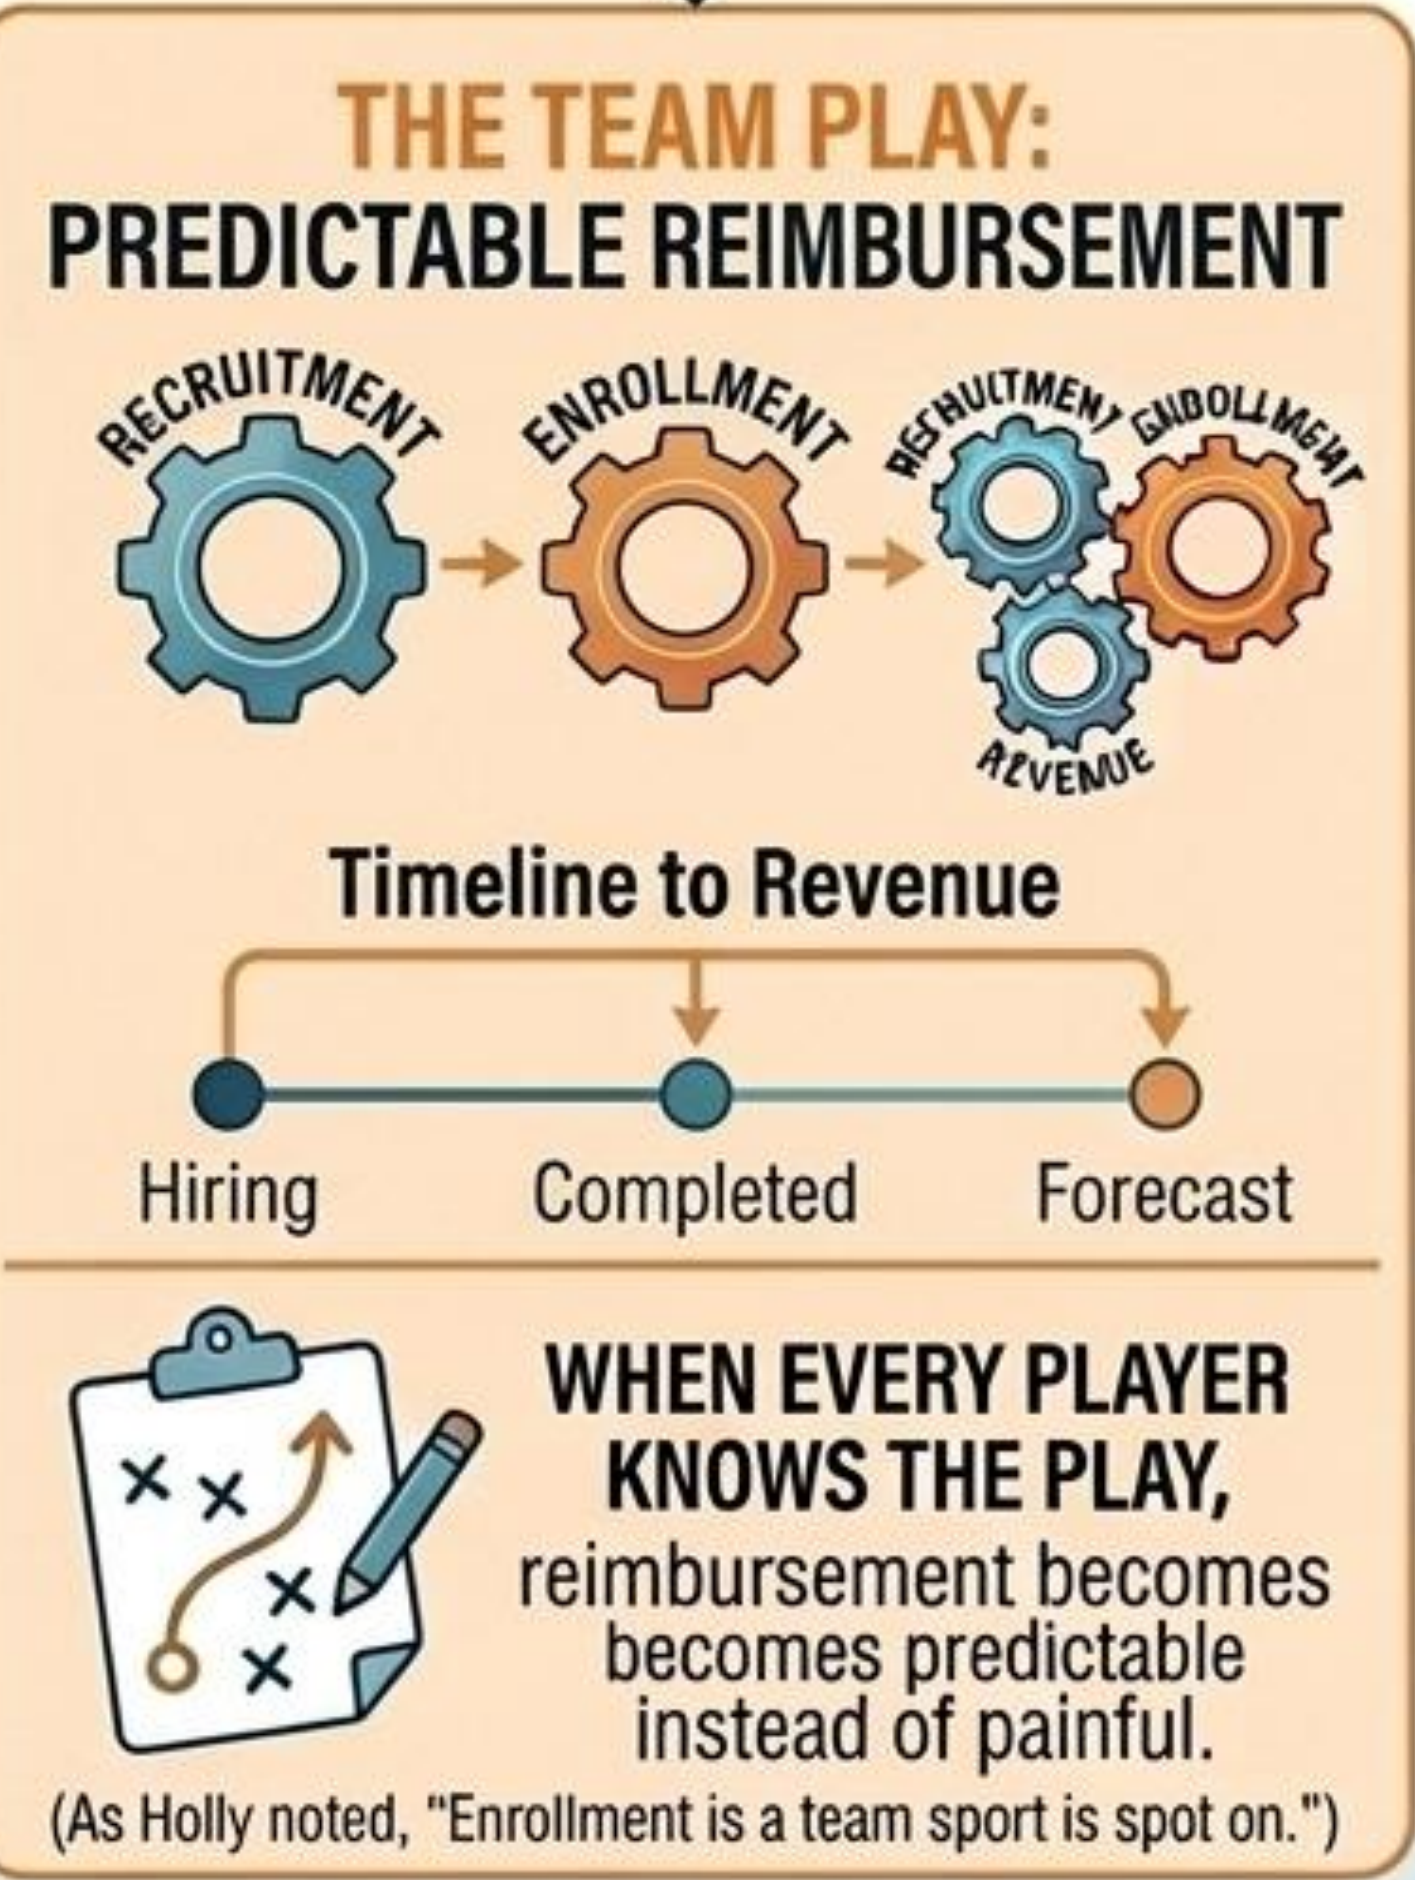 THE TEAM PLAY:
PREDICTABLE REIMBURSEMENT
RECRUITMENT
ENROLLMENT
REVENUE
Timeline to Revenue
Hiring
Completed
Forecast
WHEN EVERY PLAYER
KNOWS THE PLAY,
reimbursement becomes
becomes predictable
instead of painful.
(As Holly noted, "Enrollment is a team sport is spot on.")